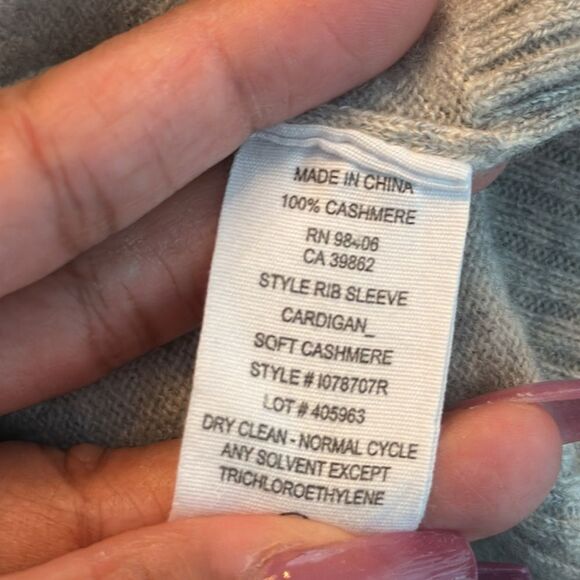 MADE IN CHINA
100% CASHMERE
RN
CA 39862
STYLE RIB SLEEVE
CARDIGAN_
SOFT CASHMERE
STYLE # I078707R
LOT # 405963
DRY CLEAN - NORMAL CYCLE
ANY SOLVENT EXCEPT
TRICHLOROETHYLENE